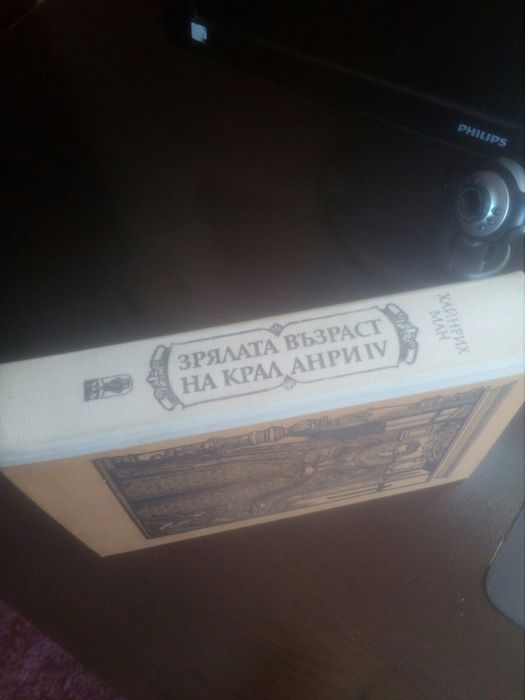 PHILIPS
ХАЙНРИХ
МАН
ЗРЯЛАТА ВЪЗРАСТ
НА КРАЛ АНРИ IV